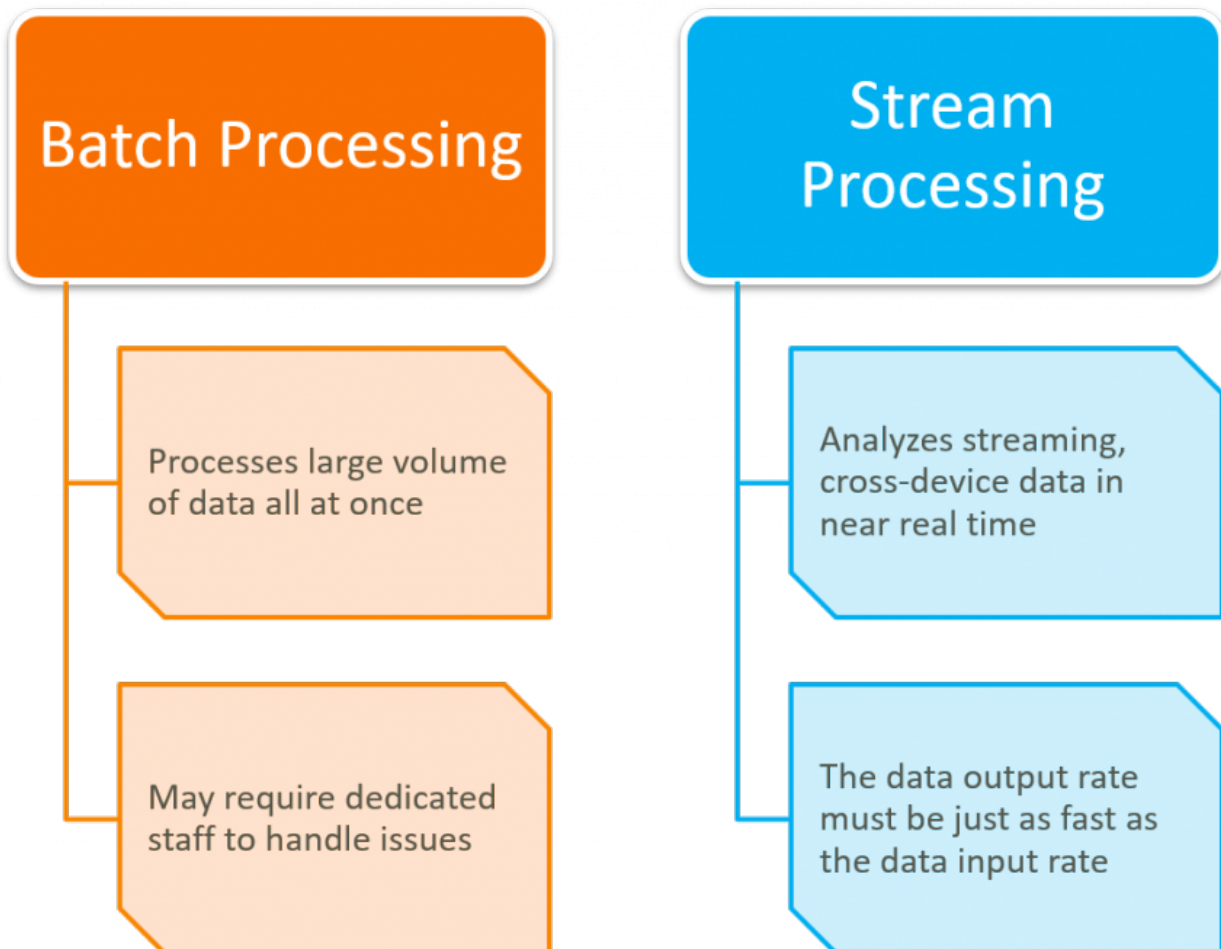 Batch Processing
Processes large volume
of data all at once
May require dedicated
staff to handle issues
Stream
Processing
Analyzes streaming,
cross-device data in
near real time
The data output rate
must be just as fast as
the data input rate